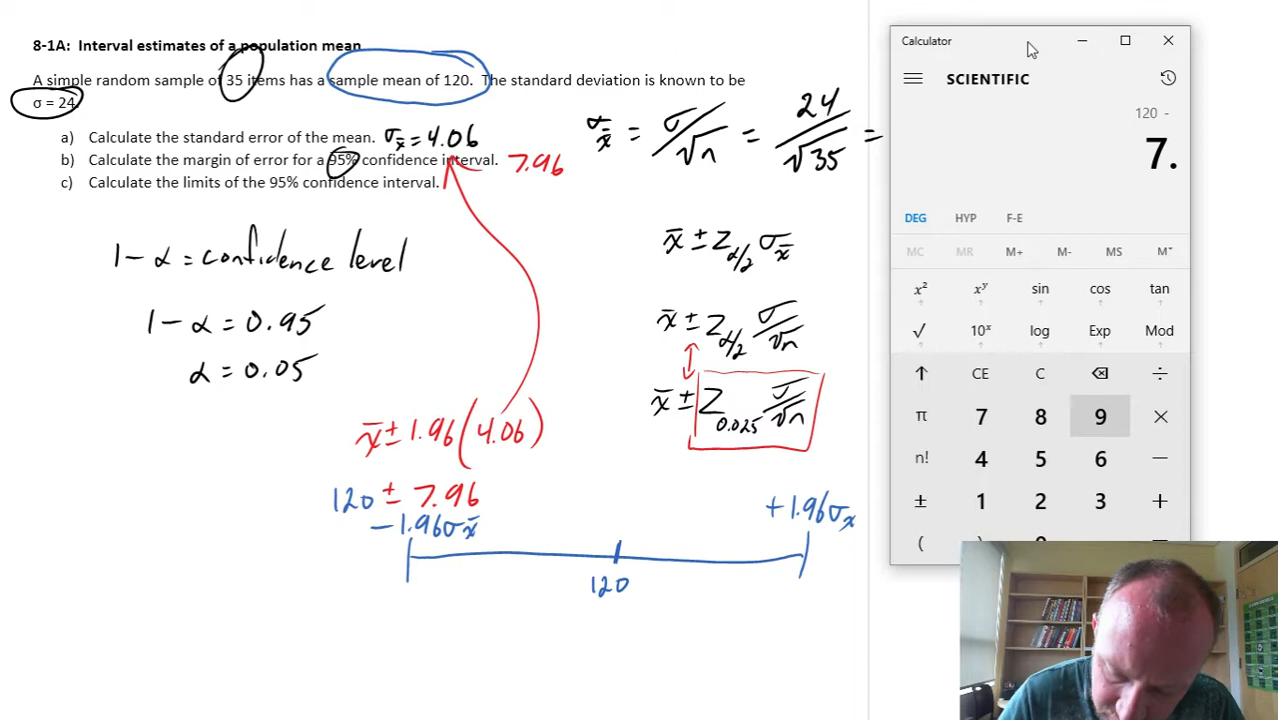 8-1A: Interval estimates of a population mean
A simple random sample of 35 items has a sample mean of 120. The standard deviation is known to be
σ = 24.
a) Calculate the standard error of the mean. σx̄ = 4.06
b) Calculate the margin of error for a 95% confidence interval. 7.96
c) Calculate the limits of the 95% confidence interval.
σx̄ = σ/√n = 24/√35 =
1 - α = confidence level
1 - α = 0.95
α = 0.05
x̄ ± Zα/2 σx̄
x̄ ± Zα/2 σ/√n
x̄ ± Z0.025 σ/√n
x̄ ± 1.96(4.06)
120 ± 7.96
-1.96σx̄
+1.96σx
120
Calculator
SCIENTIFIC
120 -
7.
DEG HYP F-E
MC MR M+ M- MS M˅
x² xʸ sin cos tan
√ 10ˣ log Exp Mod
↑ CE C ⌫ ÷
π 7 8 9 ×
n! 4 5 6 −
± 1 2 3 +
(